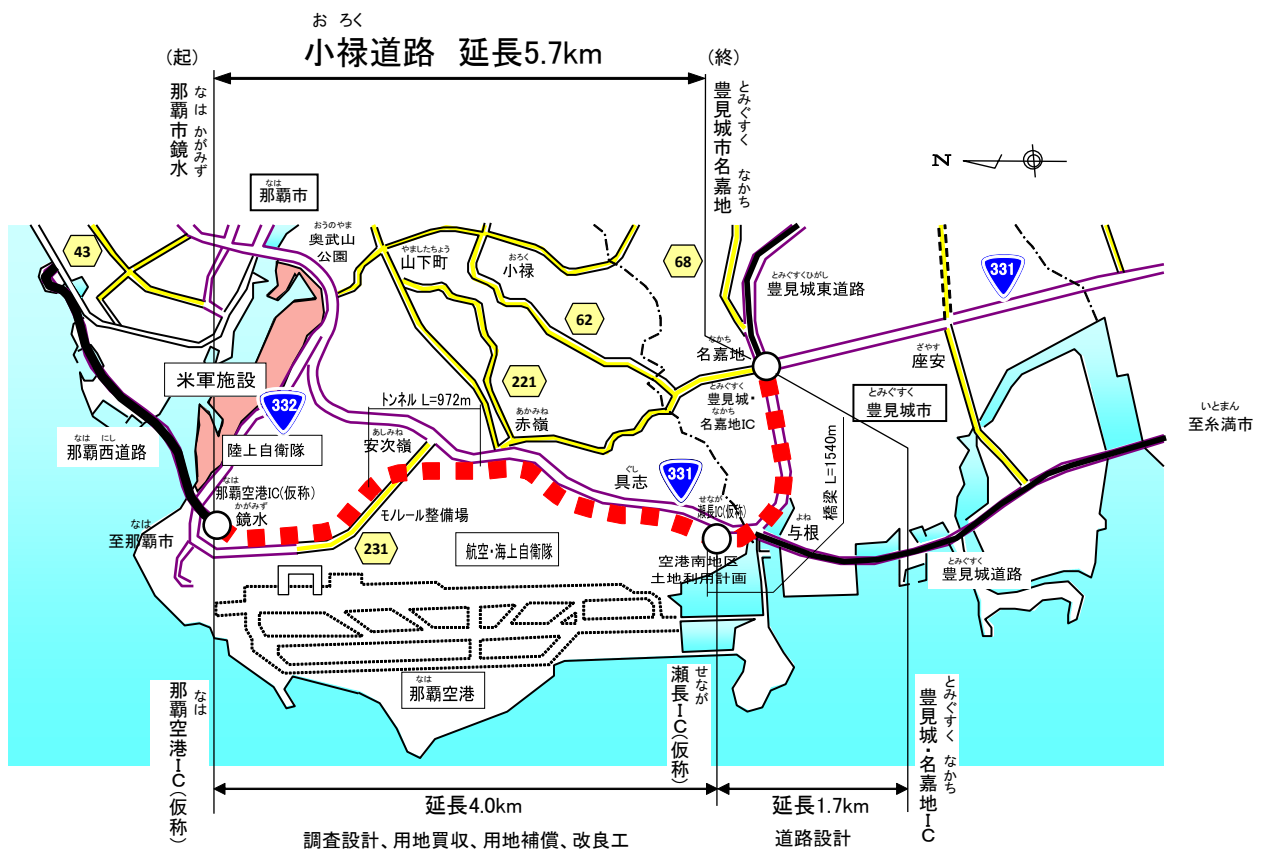 おろく
小禄道路 延長5.7km
(起)
(終)
なは かがみず
那覇市鏡水
とみぐすく なかち
豊見城市名嘉地
N
なは
那覇市
おうのやま
奥武山
公園
やましたちょう
山下町
おろく
小禄
43
68
とみぐすくひがし
豊見城東道路
331
62
なかち
名嘉地
ざやす
座安
米軍施設
332
221
トンネル L=972m
あかみね
赤嶺
とみぐすく
豊見城・
なかち
名嘉地IC
とみぐすく
豊見城市
いとまん
至糸満市
なは にし
那覇西道路
陸上自衛隊
あしみね
安次嶺
ぐし
具志
331
橋梁 L=1540m
なは
那覇空港IC(仮称)
かがみず
鏡水
せなが
瀬長IC(仮称)
モノレール整備場
よね
与根
なは
至那覇市
231
航空・海上自衛隊
空港南地区
土地利用計画
とみぐすく
豊見城道路
なは
那覇空港
なは
那覇空港IC(仮称)
せなが
瀬長IC(仮称)
とみぐすく なかち
豊見城・名嘉地IC
延長4.0km
延長1.7km
調査設計、用地買収、用地補償、改良工
道路設計